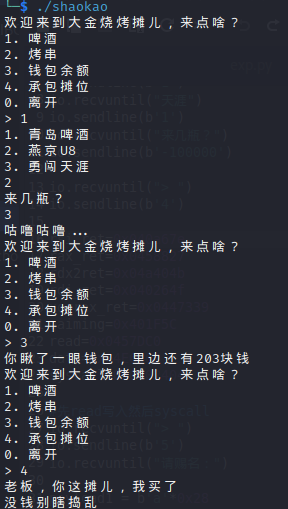 └─$ ./shaokao
欢迎来到大金烧烤摊儿，来点啥？
1. 啤酒
2. 烤串
3. 钱包余额
4. 承包摊位
0. 离开
> 1
1. 青岛啤酒
2. 燕京U8
3. 勇闯天涯
2
来几瓶？
3
咕噜咕噜...
欢迎来到大金烧烤摊儿，来点啥？
1. 啤酒
2. 烤串
3. 钱包余额
4. 承包摊位
0. 离开
> 3
你瞅了一眼钱包，里边还有203块钱
欢迎来到大金烧烤摊儿，来点啥？
1. 啤酒
2. 烤串
3. 钱包余额
4. 承包摊位
0. 离开
> 4
老板，你这摊儿，我买了
没钱别瞎捣乱